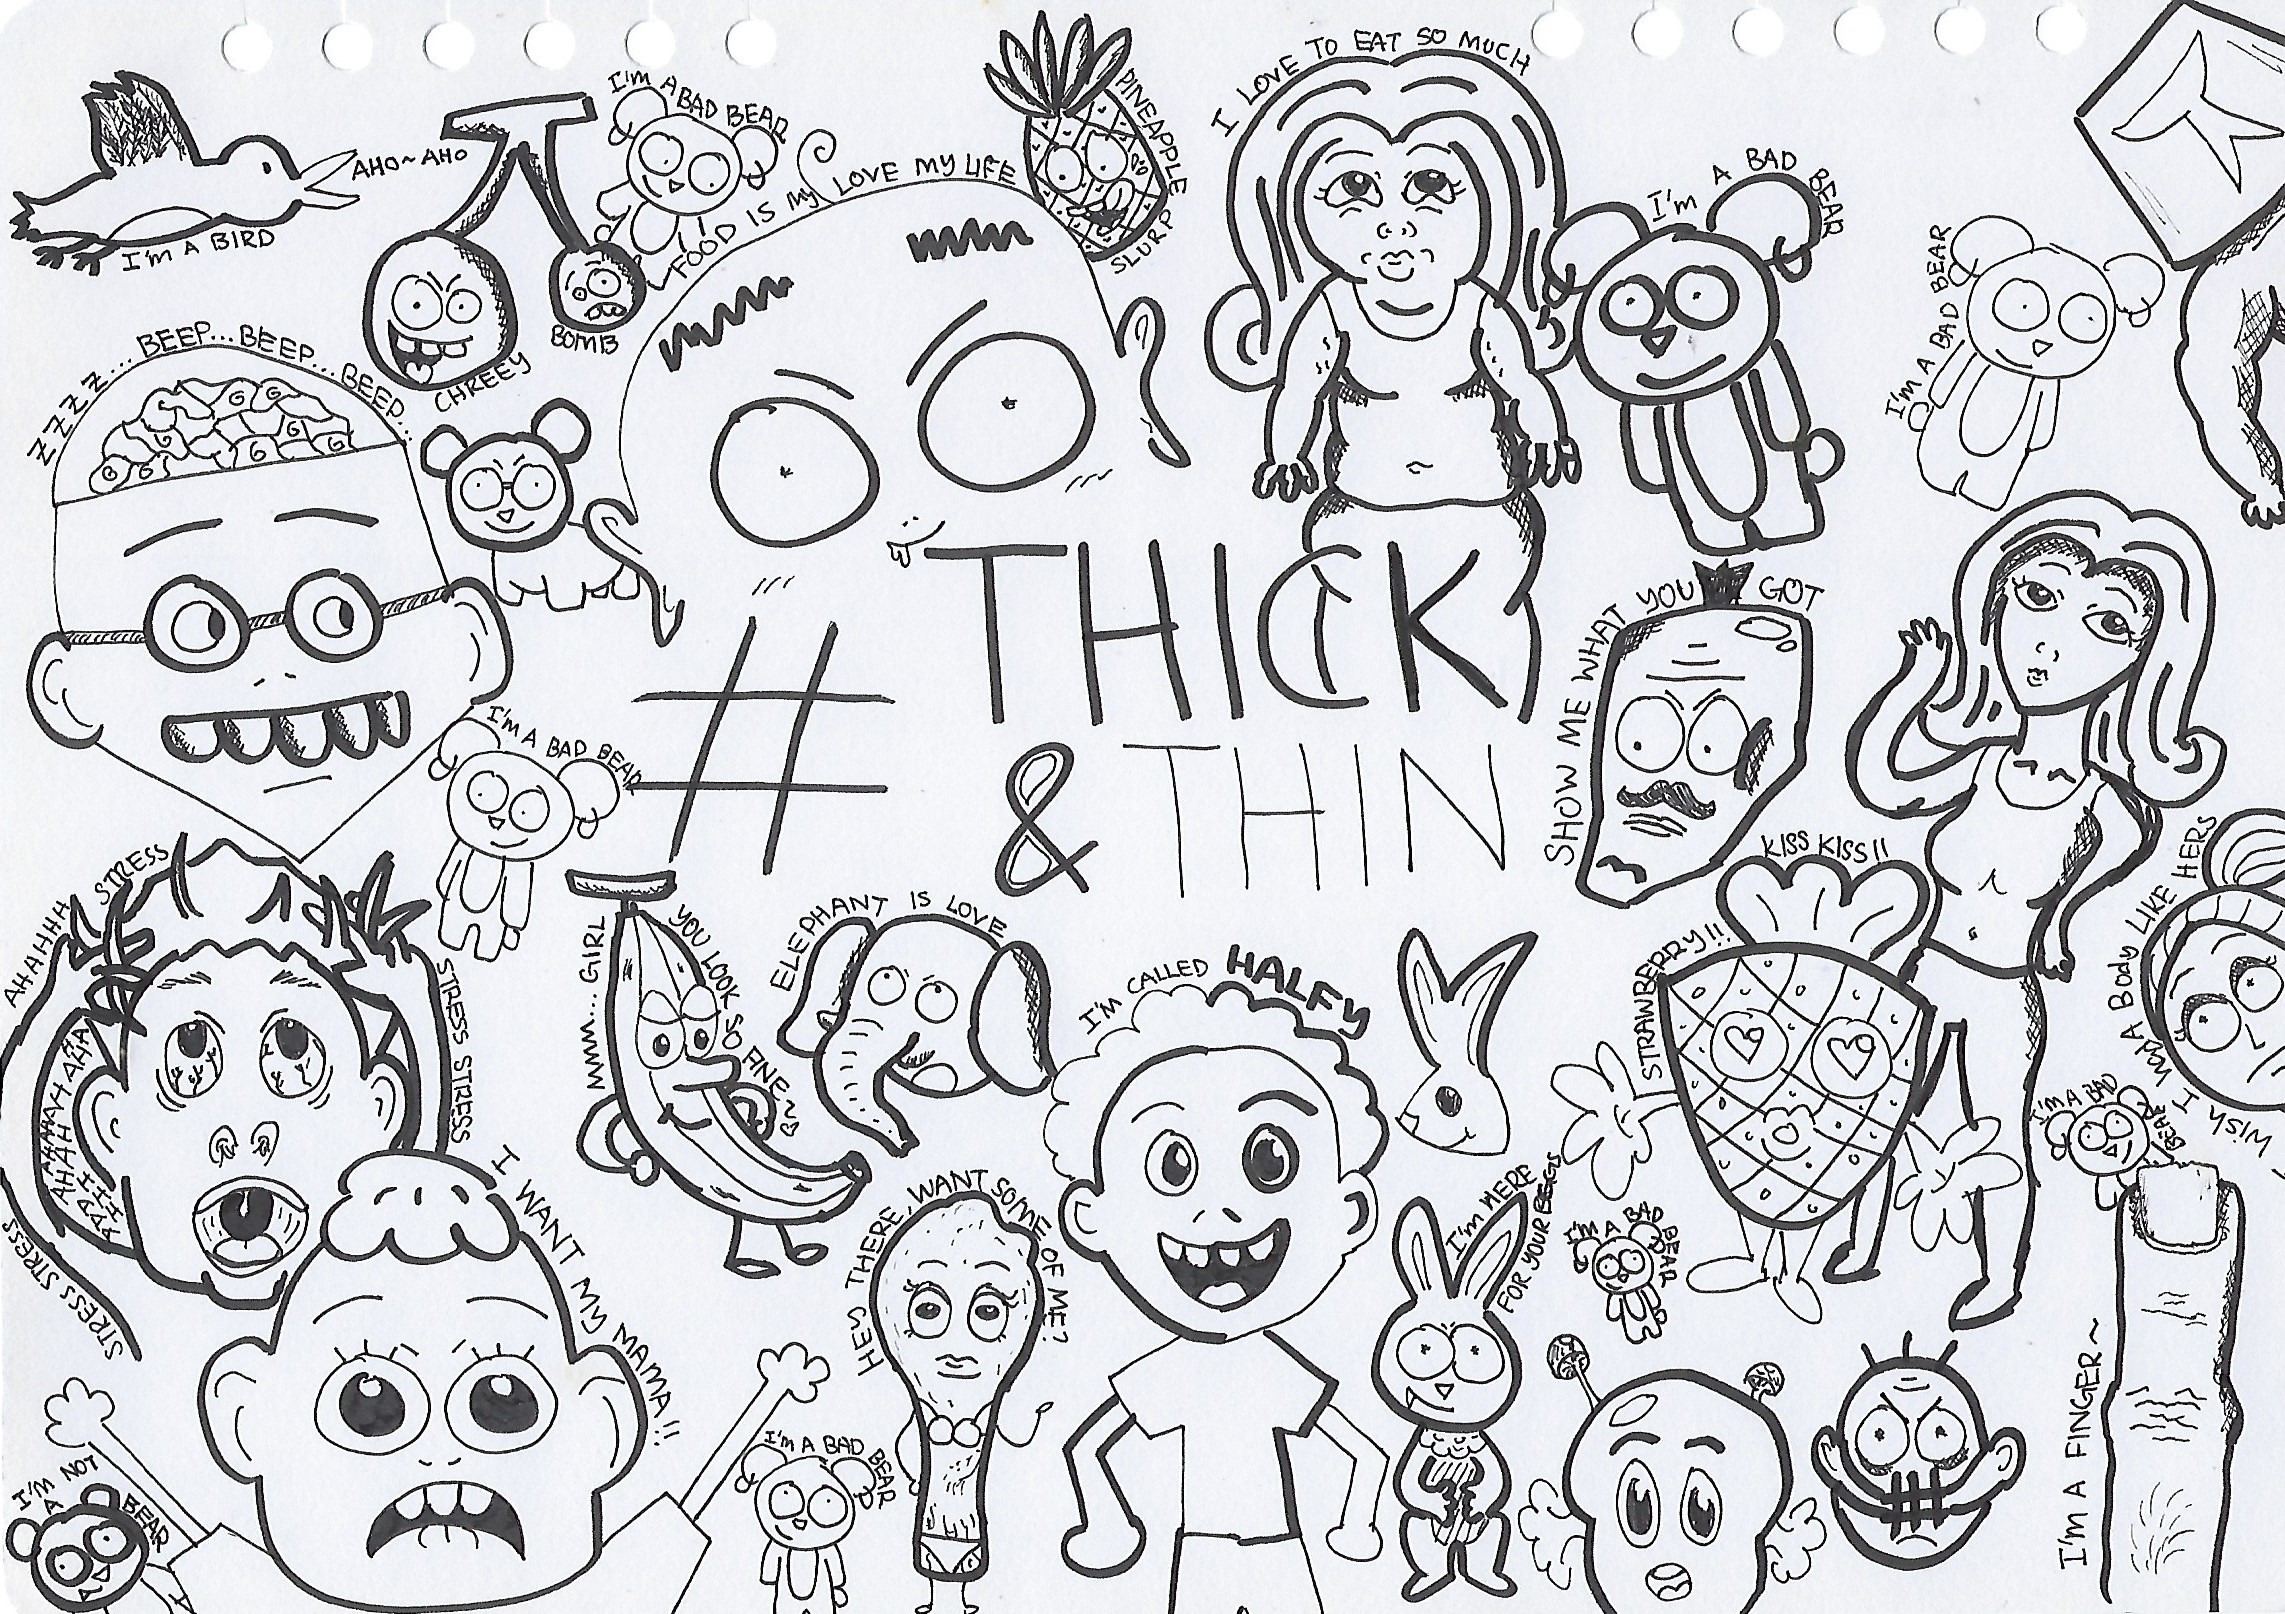 I'M A BIRD
AHO~AHO
I'M A BAD BEAR
CHREEY
BOMB
FOOD IS MY LOVE MY LIFE
PINEAPPLE
SLURP
I LOVE TO EAT SO MUCH
I'M A BAD BEAR
I'M A BAD BEAR
ZZZZ...BEEP...BEEP...BEEP...
G G G G G G G G
# THICK
& THIN
SHOW ME WHAT YOU GOT
I'M A BAD BEAR
AHAHHH STRESS
STRESS STRESS
STRESS STRESS
MMM...GIRL
YOU LOOK SO FINE~
ELEPHANT IS LOVE
I'M CALLED HALFY
STRAWBERRY!!
KISS KISS!!
I WISH I HAD A BODY LIKE HERS
I'M A BAD BEAR
I WANT MY MAMA!!
HEY THERE, WANT SOME OF ME?
I'M HERE
FOR YOUR
I'M A BAD BEAR
I'M A FINGER~
I'M NOT A BEAR
I'M A BAD BEAR